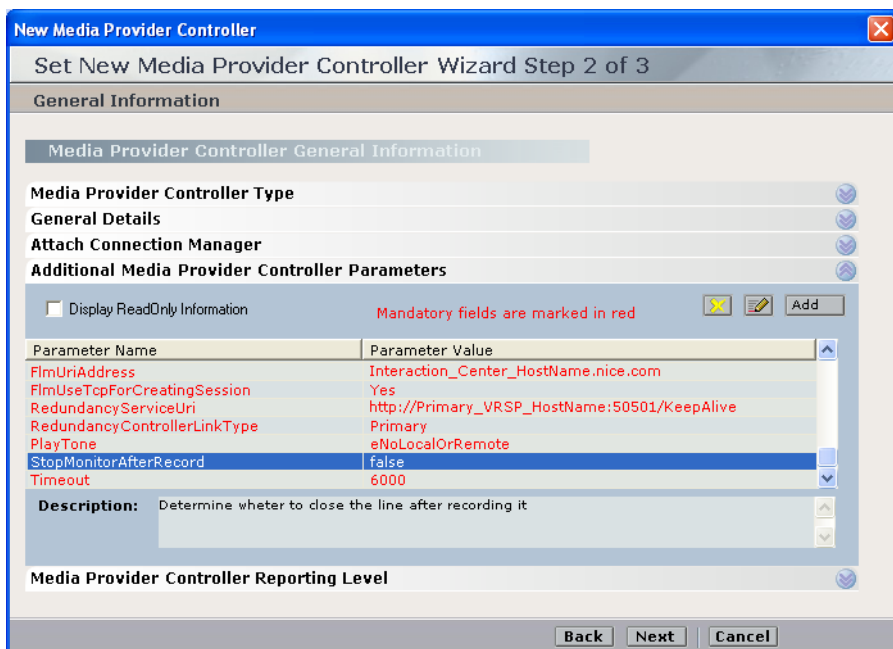 New Media Provider Controller
Set New Media Provider Controller Wizard Step 2 of 3
General Information
Media Provider Controller General Information
Media Provider Controller Type
General Details
Attach Connection Manager
Additional Media Provider Controller Parameters
Display ReadOnly Information Mandatory fields are marked in red Add
Parameter Name Parameter Value
FlmUriAddress Interaction_Center_HostName.nice.com
FlmUseTcpForCreatingSession Yes
RedundancyServiceUri http://Primary_VRSP_HostName:50501/KeepAlive
RedundancyControllerLinkType Primary
PlayTone eNoLocalOrRemote
StopMonitorAfterRecord false
Timeout 6000
Description: Determine wheter to close the line after recording it
Media Provider Controller Reporting Level
Back Next Cancel